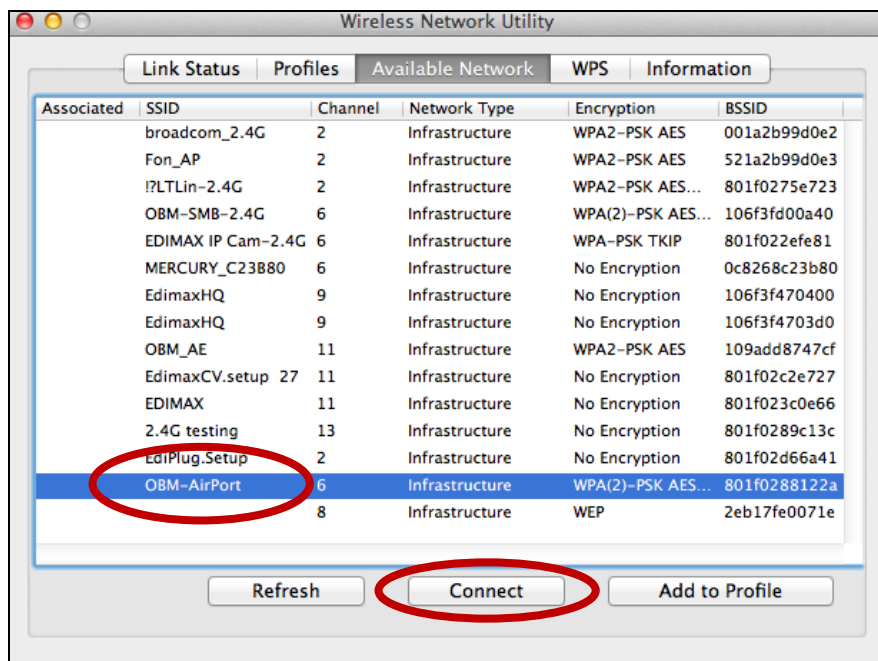 Wireless Network Utility
Link Status Profiles Available Network WPS Information
Associated SSID Channel Network Type Encryption BSSID
broadcom_2.4G 2 Infrastructure WPA2-PSK AES 001a2b99d0e2
Fon_AP 2 Infrastructure WPA2-PSK AES 521a2b99d0e3
!?LTLin-2.4G 2 Infrastructure WPA2-PSK AES... 801f0275e723
OBM-SMB-2.4G 6 Infrastructure WPA(2)-PSK AES... 106f3fd00a40
EDIMAX IP Cam-2.4G 6 Infrastructure WPA-PSK TKIP 801f022efe81
MERCURY_C23B80 6 Infrastructure No Encryption 0c8268c23b80
EdimaxHQ 9 Infrastructure No Encryption 106f3f470400
EdimaxHQ 9 Infrastructure No Encryption 106f3f4703d0
OBM_AE 11 Infrastructure WPA2-PSK AES 109add8747cf
EdimaxCV.setup 27 11 Infrastructure No Encryption 801f02c2e727
EDIMAX 11 Infrastructure No Encryption 801f023c0e66
2.4G testing 13 Infrastructure No Encryption 801f0289c13c
EdiPlug.Setup 2 Infrastructure No Encryption 801f02d66a41
OBM-AirPort 6 Infrastructure WPA(2)-PSK AES... 801f0288122a
8 Infrastructure WEP 2eb17fe0071e
Refresh Connect Add to Profile